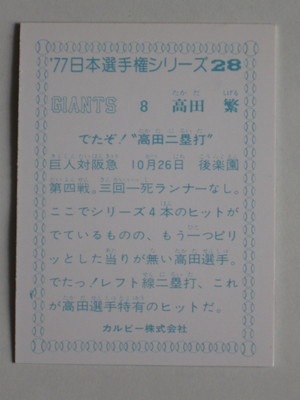 '77日本選手権シリーズ28
GIANTS 8 高田 繁
でたぞ！“高田二塁打”
巨人対阪急 10月26日 後楽園
第四戦。三回一死ランナーなし。
ここでシリーズ4本のヒットが
でているものの、もう一つピリ
ッとした当りが無い高田選手。
でたっ！レフト線二塁打、これ
が高田選手特有のヒットだ。
カルビー株式会社